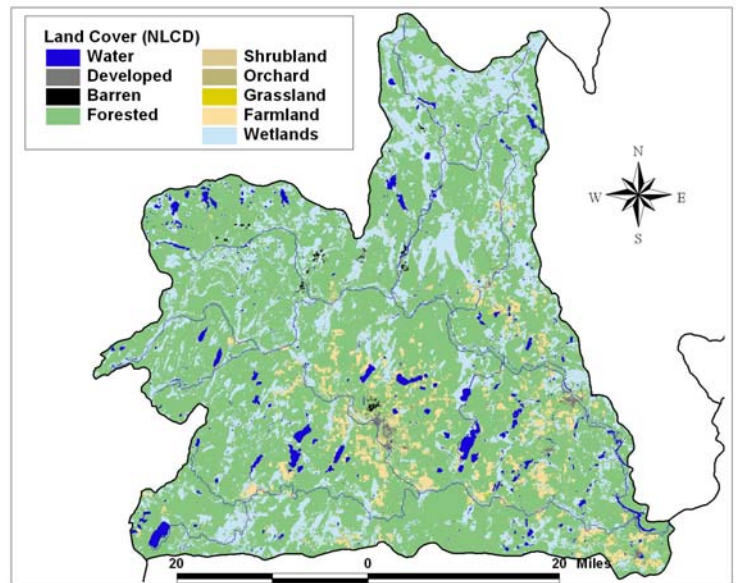 Land Cover (NLCD)
Water
Developed
Barren
Forested
Shrubland
Orchard
Grassland
Farmland
Wetlands
N
W E
S
20 0 20 Miles